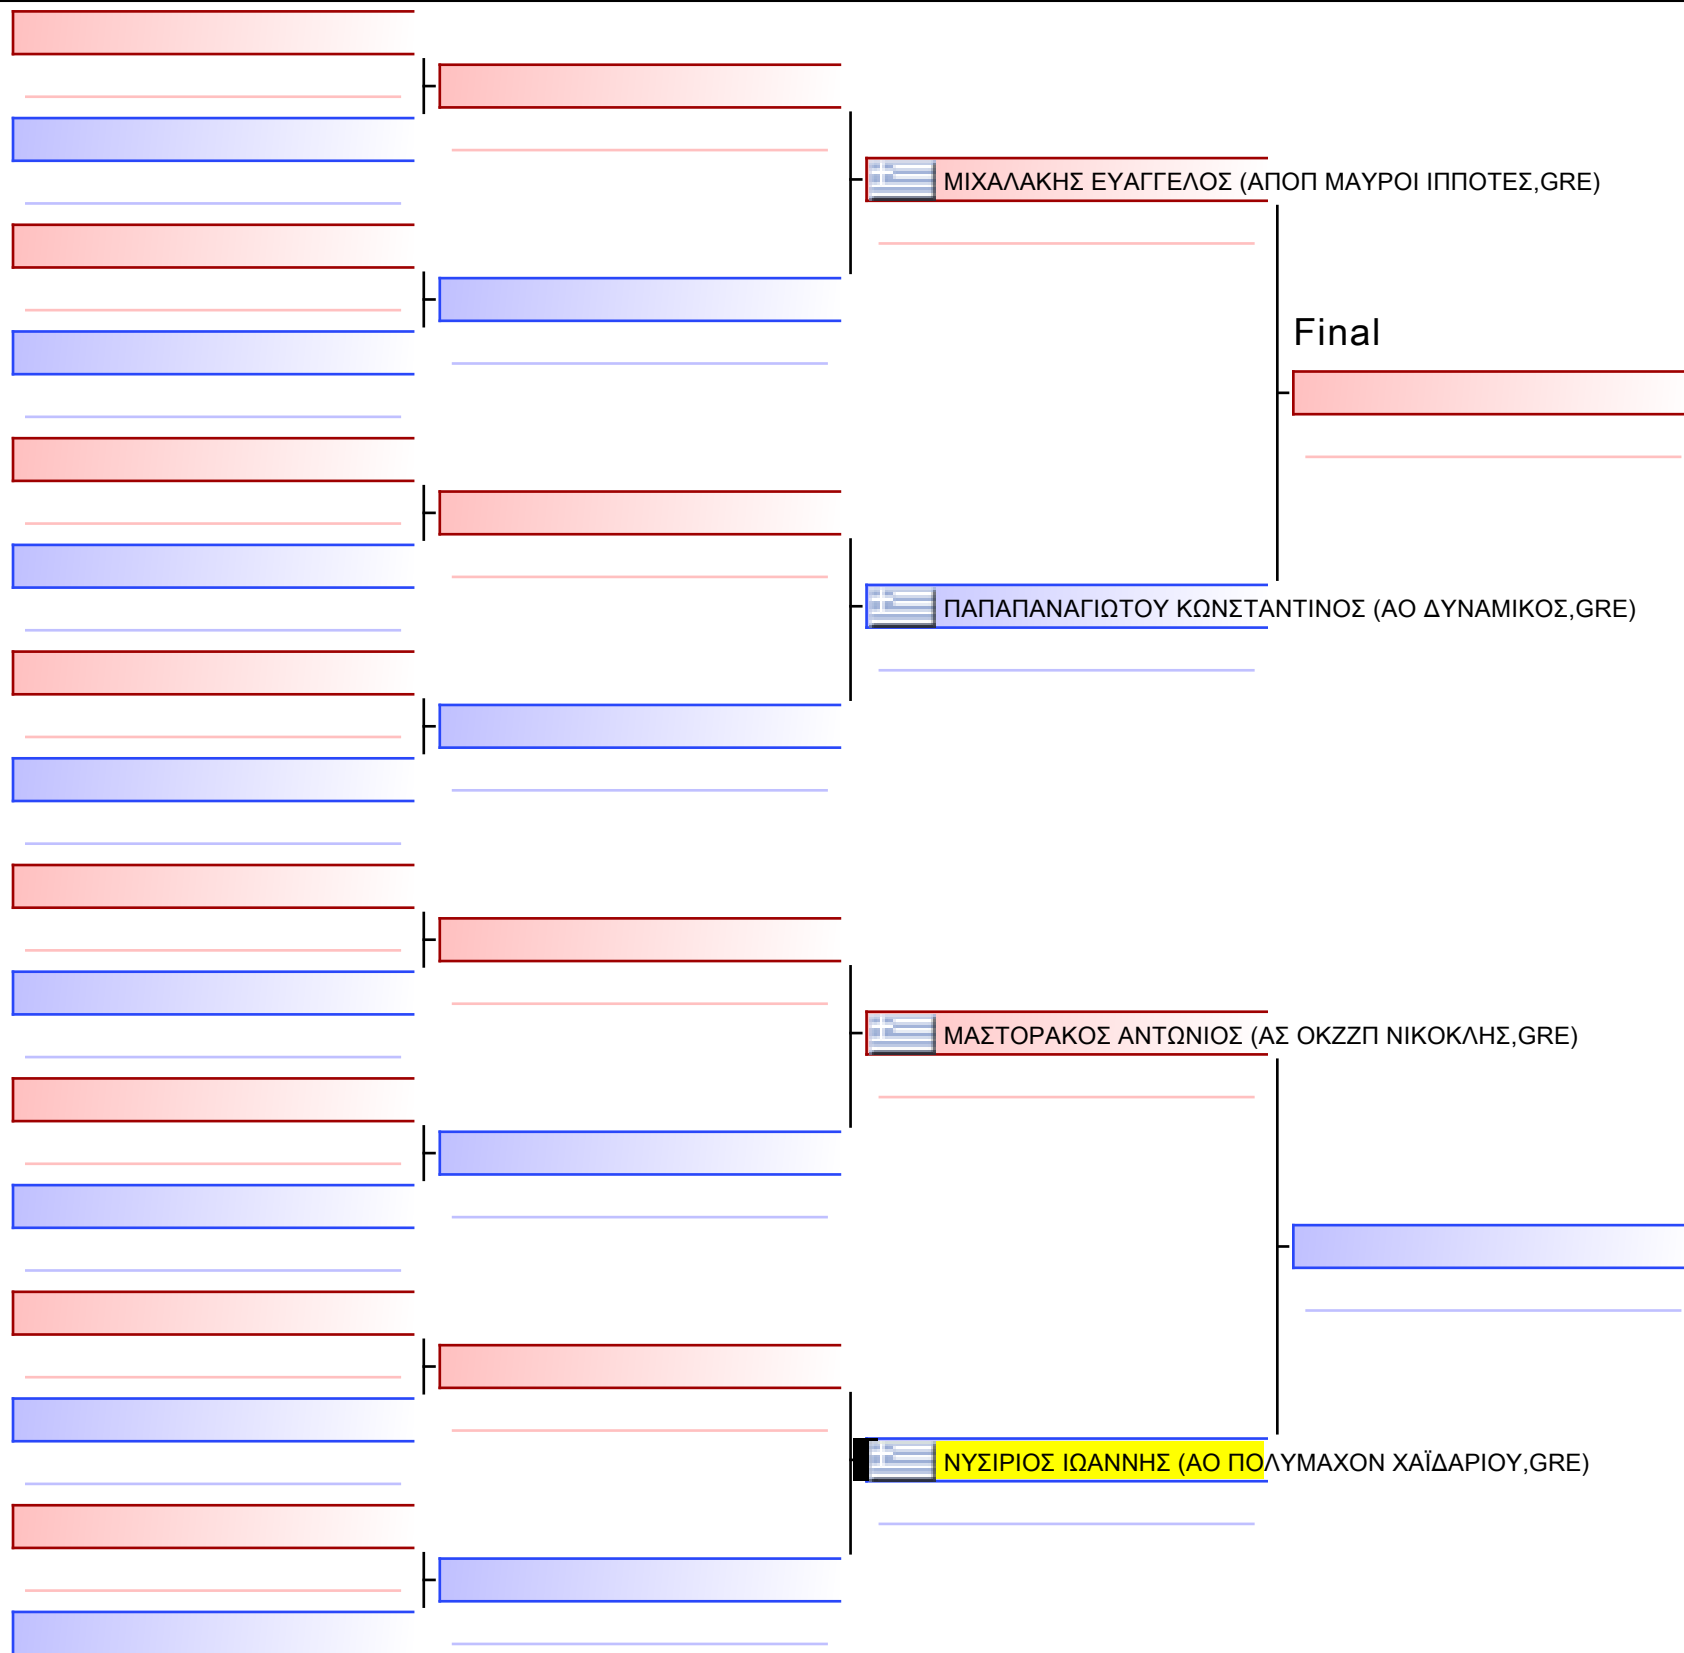 ΜΙΧΑΛΑΚΗΣ ΕΥΑΓΓΕΛΟΣ (ΑΠΟΠ ΜΑΥΡΟΙ ΙΠΠΟΤΕΣ,GRE)
Final
ΠΑΠΑΠΑΝΑΓΙΩΤΟΥ ΚΩΝΣΤΑΝΤΙΝΟΣ (ΑΟ ΔΥΝΑΜΙΚΟΣ,GRE)
ΜΑΣΤΟΡΑΚΟΣ ΑΝΤΩΝΙΟΣ (ΑΣ ΟΚΖΖΠ ΝΙΚΟΚΛΗΣ,GRE)
ΝΥΣΙΡΙΟΣ ΙΩΑΝΝΗΣ (ΑΟ ΠΟΛΥΜΑΧΟΝ ΧΑΪΔΑΡΙΟΥ,GRE)